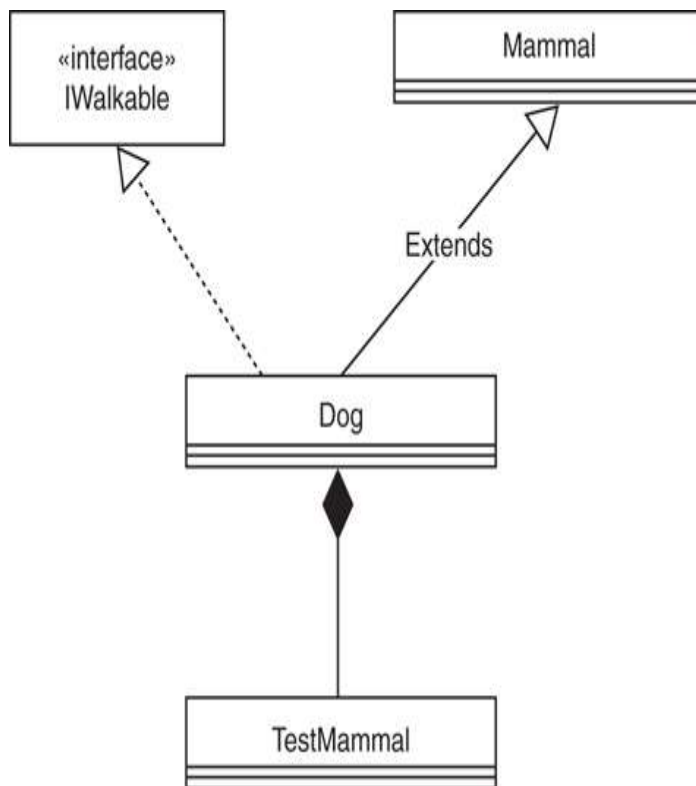 «interface»
IWalkable
Mammal
Extends
Dog
TestMammal